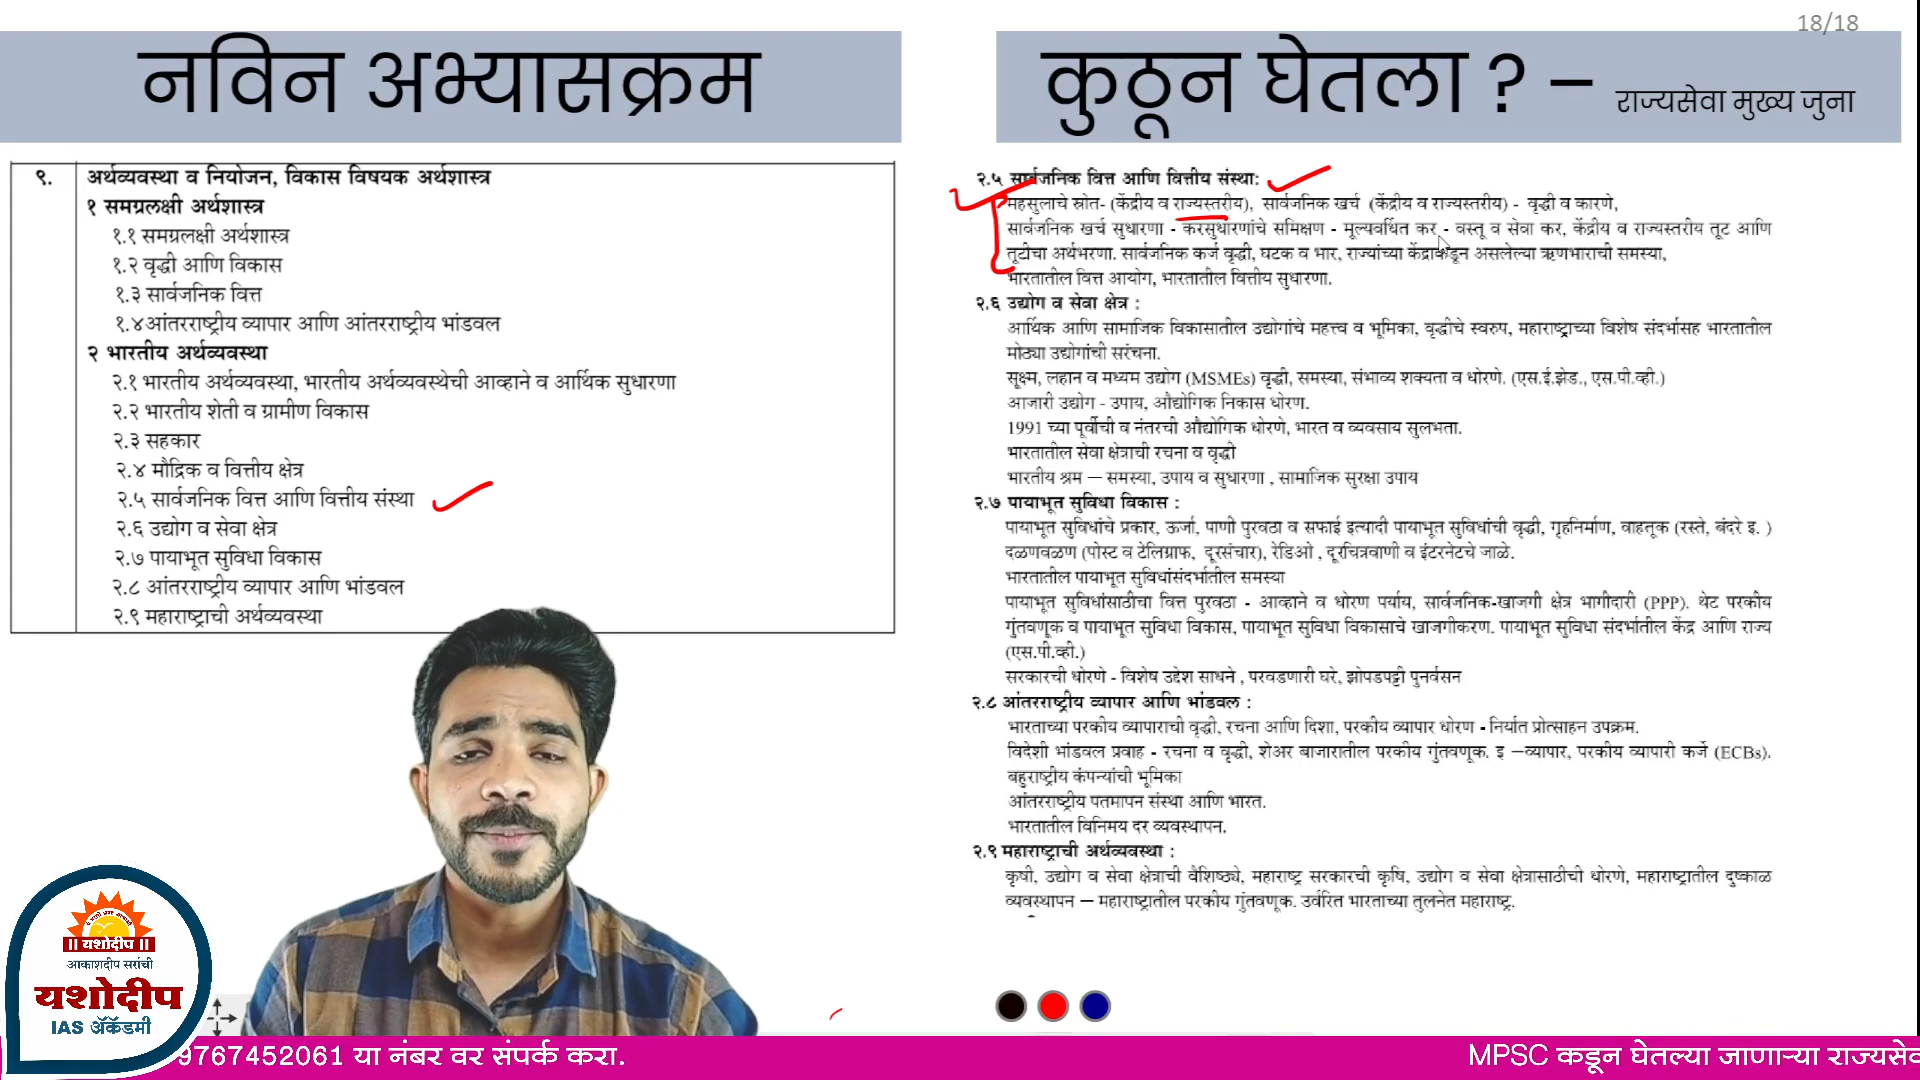 18/18
नविन अभ्यासक्रम
कुठून घेतला ? – राज्यसेवा मुख्य जुना
९. अर्थव्यवस्था व नियोजन, विकास विषयक अर्थशास्त्र
१ समग्रलक्षी अर्थशास्त्र
१.१ समग्रलक्षी अर्थशास्त्र
१.२ वृद्धी आणि विकास
१.३ सार्वजनिक वित्त
१.४आंतरराष्ट्रीय व्यापार आणि आंतरराष्ट्रीय भांडवल
२ भारतीय अर्थव्यवस्था
२.१ भारतीय अर्थव्यवस्था, भारतीय अर्थव्यवस्थेची आव्हाने व आर्थिक सुधारणा
२.२ भारतीय शेती व ग्रामीण विकास
२.३ सहकार
२.४ मौद्रिक व वित्तीय क्षेत्र
२.५ सार्वजनिक वित्त आणि वित्तीय संस्था
२.६ उद्योग व सेवा क्षेत्र
२.७ पायाभूत सुविधा विकास
२.८ आंतरराष्ट्रीय व्यापार आणि भांडवल
२.९ महाराष्ट्राची अर्थव्यवस्था
२.५ सार्वजनिक वित्त आणि वित्तीय संस्था:
महसुलाचे स्रोत- (केंद्रीय व राज्यस्तरीय), सार्वजनिक खर्च (केंद्रीय व राज्यस्तरीय) - वृद्धी व कारणे,
सार्वजनिक खर्च सुधारणा - करसुधारणांचे समिक्षण - मूल्यवर्धित कर - वस्तू व सेवा कर, केंद्रीय व राज्यस्तरीय तूट आणि
तूटीचा अर्थभरणा. सार्वजनिक कर्ज वृद्धी, घटक व भार, राज्यांच्या केंद्राकडून असलेल्या ऋणभाराची समस्या,
भारतातील वित्त आयोग, भारतातील वित्तीय सुधारणा.
२.६ उद्योग व सेवा क्षेत्र :
आर्थिक आणि सामाजिक विकासातील उद्योगांचे महत्त्व व भूमिका, वृद्धीचे स्वरुप, महाराष्ट्राच्या विशेष संदर्भासह भारतातील
मोठ्या उद्योगांची सरंचना.
सूक्ष्म, लहान व मध्यम उद्योग (MSMEs) वृद्धी, समस्या, संभाव्य शक्यता व धोरणे. (एस.ई.झेड., एस.पी.व्ही.)
आजारी उद्योग - उपाय, औद्योगिक निकास धोरण.
1991 च्या पूर्वीची व नंतरची औद्योगिक धोरणे, भारत व व्यवसाय सुलभता.
भारतातील सेवा क्षेत्राची रचना व वृद्धी
भारतीय श्रम – समस्या, उपाय व सुधारणा , सामाजिक सुरक्षा उपाय
२.७ पायाभूत सुविधा विकास :
पायाभूत सुविधांचे प्रकार, ऊर्जा, पाणी पुरवठा व सफाई इत्यादी पायाभूत सुविधांची वृद्धी, गृहनिर्माण, वाहतूक (रस्ते, बंदरे इ. )
दळणवळण (पोस्ट व टेलिग्राफ, दूरसंचार), रेडिओ , दूरचित्रवाणी व इंटरनेटचे जाळे.
भारतातील पायाभूत सुविधांसंदर्भातील समस्या
पायाभूत सुविधांसाठीचा वित्त पुरवठा - आव्हाने व धोरण पर्याय, सार्वजनिक-खाजगी क्षेत्र भागीदारी (PPP). थेट परकीय
गुंतवणूक व पायाभूत सुविधा विकास, पायाभूत सुविधा विकासाचे खाजगीकरण. पायाभूत सुविधा संदर्भातील केंद्र आणि राज्य
(एस.पी.व्ही.)
सरकारची धोरणे - विशेष उद्देश साधने , परवडणारी घरे, झोपडपट्टी पुनर्वसन
२.८ आंतरराष्ट्रीय व्यापार आणि भांडवल :
भारताच्या परकीय व्यापाराची वृद्धी, रचना आणि दिशा, परकीय व्यापार धोरण - निर्यात प्रोत्साहन उपक्रम.
विदेशी भांडवल प्रवाह - रचना व वृद्धी, शेअर बाजारातील परकीय गुंतवणूक. इ –व्यापार, परकीय व्यापारी कर्जे (ECBs).
बहुराष्ट्रीय कंपन्यांची भूमिका
आंतरराष्ट्रीय पतमापन संस्था आणि भारत.
भारतातील विनिमय दर व्यवस्थापन.
२.९ महाराष्ट्राची अर्थव्यवस्था :
कृषी, उद्योग व सेवा क्षेत्राची वैशिष्ठ्ये, महाराष्ट्र सरकारची कृषि, उद्योग व सेवा क्षेत्रासाठीची धोरणे, महाराष्ट्रातील दुष्काळ
व्यवस्थापन – महाराष्ट्रातील परकीय गुंतवणूक. उर्वरित भारताच्या तुलनेत महाराष्ट्र.
॥ यशोदीप ॥
आकाशदीप सरांची
यशोदीप
IAS ॲकॅडमी
9767452061 या नंबर वर संपर्क करा.
MPSC कडून घेतल्या जाणाऱ्या राज्यसेव